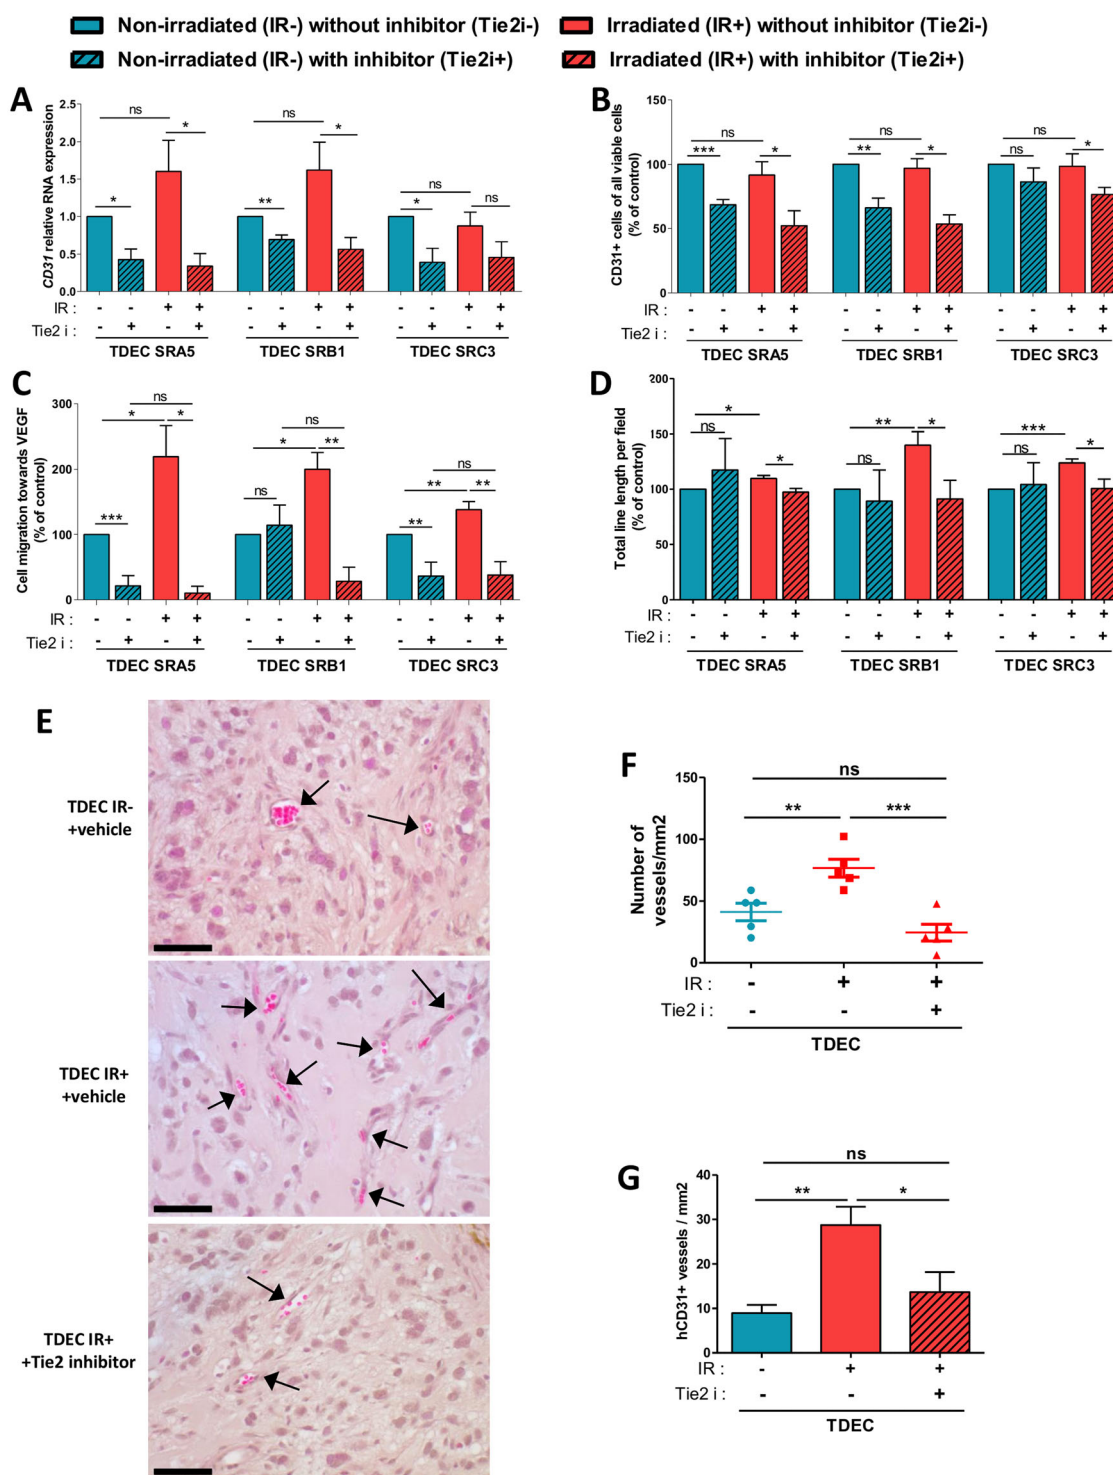 Non-irradiated (IR-) without inhibitor (Tie2i-) Irradiated (IR+) without inhibitor (Tie2i-)
Non-irradiated (IR-) with inhibitor (Tie2i+) Irradiated (IR+) with inhibitor (Tie2i+)
A
CD31 relative RNA expression
2.5
2.0
1.5
1.0
0.5
0.0
ns * *
ns * **
ns ns *
IR : - - + + - - + + - - + +
Tie2 i : - + - + - + - + - + - +
TDEC SRA5 TDEC SRB1 TDEC SRC3
B
CD31+ cells of all viable cells
(% of control)
150
100
50
0
ns *** *
ns ** *
ns ns *
- - + + - - + + - - + +
- + - + - + - + - + - +
TDEC SRA5 TDEC SRB1 TDEC SRC3
C
Cell migration towards VEGF
(% of control)
300
200
100
0
ns * * ***
ns * ** ns
ns ** ** **
IR : - - + + - - + + - - + +
Tie2 i : - + - + - + - + - + - +
TDEC SRA5 TDEC SRB1 TDEC SRC3
D
Total line length per field
(% of control)
200
150
100
50
0
* ns *
** * ns
*** * ns
IR : - - + + - - + + - - + +
Tie2 i : - + - + - + - + - + - +
TDEC SRA5 TDEC SRB1 TDEC SRC3
E
TDEC IR-
+vehicle
TDEC IR+
+vehicle
TDEC IR+
+Tie2 inhibitor
F
Number of
vessels/mm2
150
100
50
0
ns
** ***
IR : - + +
Tie2 i : - - +
TDEC
G
hCD31+ vessels / mm2
40
30
20
10
0
ns
** *
IR : - + +
Tie2 i : - - +
TDEC